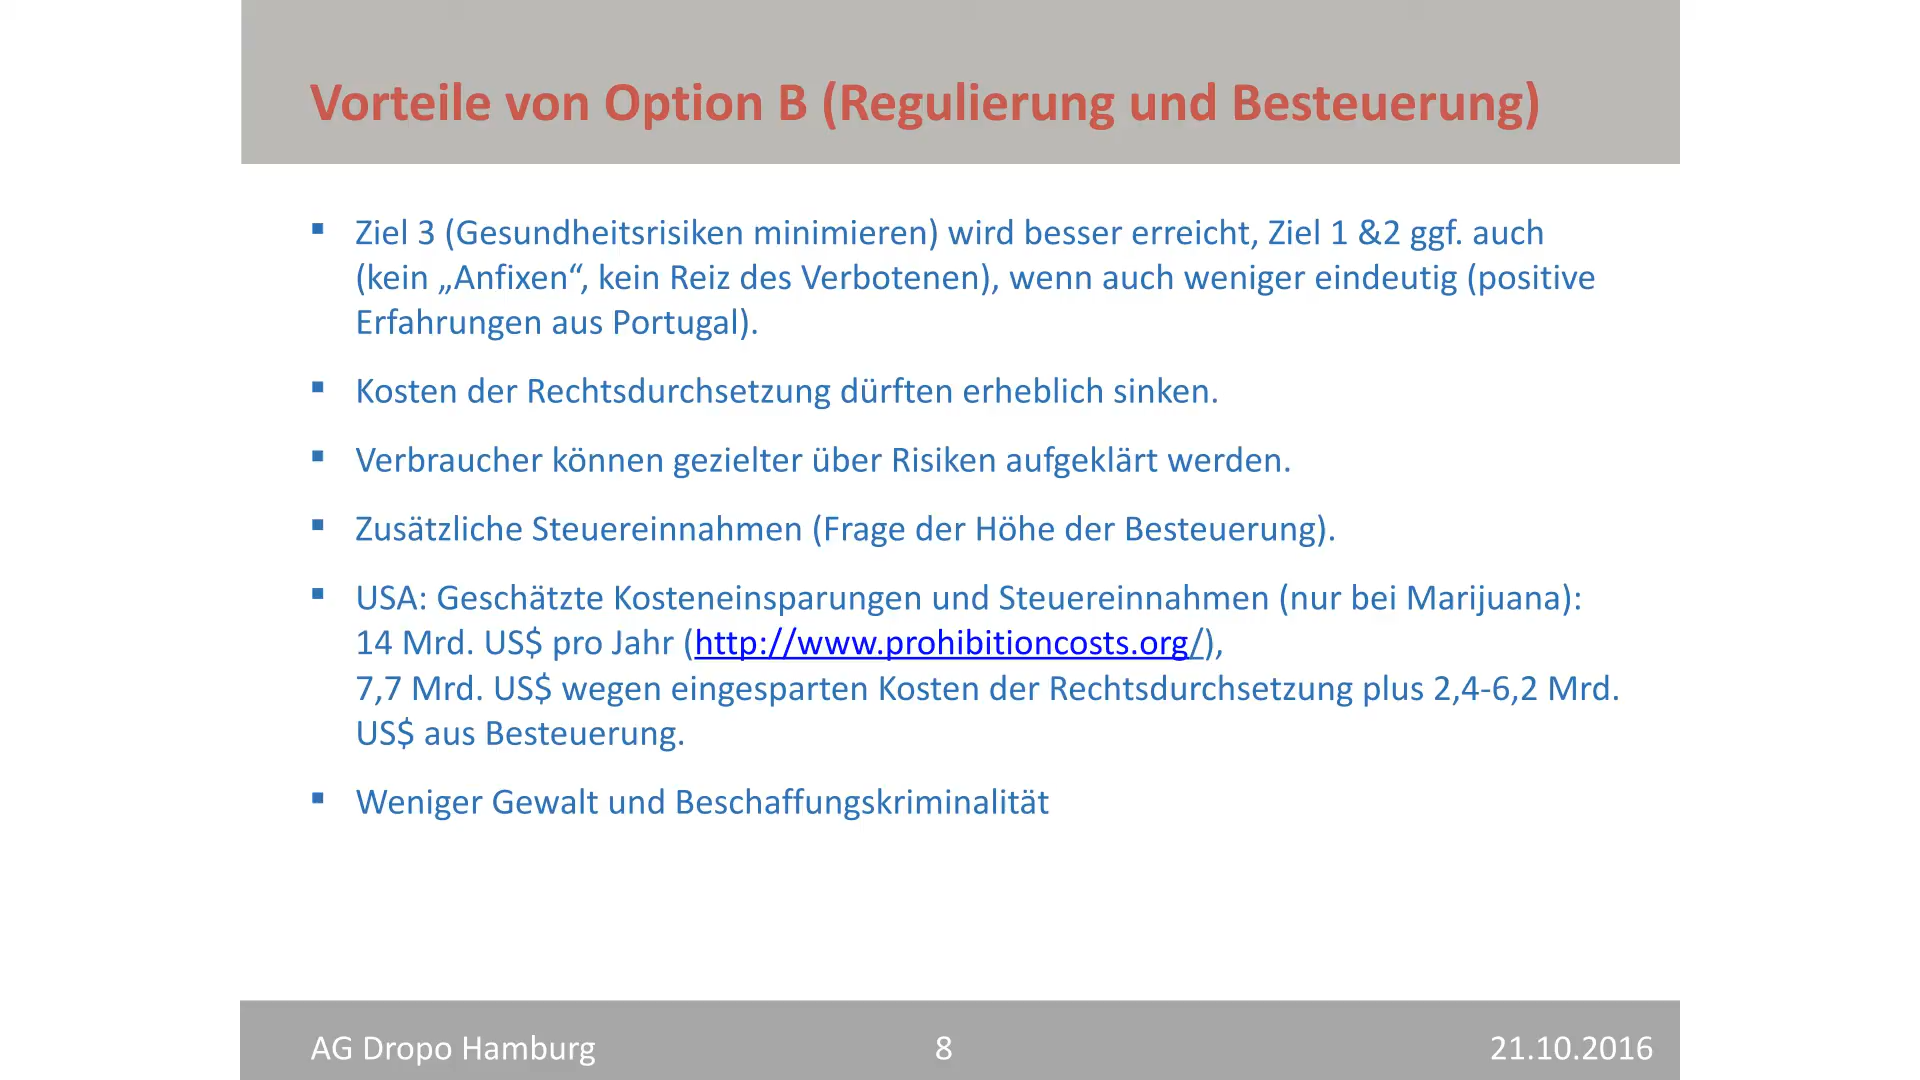 Vorteile von Option B (Regulierung und Besteuerung)
▪ Ziel 3 (Gesundheitsrisiken minimieren) wird besser erreicht, Ziel 1 &2 ggf. auch
(kein „Anfixen“, kein Reiz des Verbotenen), wenn auch weniger eindeutig (positive
Erfahrungen aus Portugal).
▪ Kosten der Rechtsdurchsetzung dürften erheblich sinken.
▪ Verbraucher können gezielter über Risiken aufgeklärt werden.
▪ Zusätzliche Steuereinnahmen (Frage der Höhe der Besteuerung).
▪ USA: Geschätzte Kosteneinsparungen und Steuereinnahmen (nur bei Marijuana):
14 Mrd. US$ pro Jahr (http://www.prohibitioncosts.org/),
7,7 Mrd. US$ wegen eingesparten Kosten der Rechtsdurchsetzung plus 2,4-6,2 Mrd.
US$ aus Besteuerung.
▪ Weniger Gewalt und Beschaffungskriminalität
AG Dropo Hamburg 8 21.10.2016